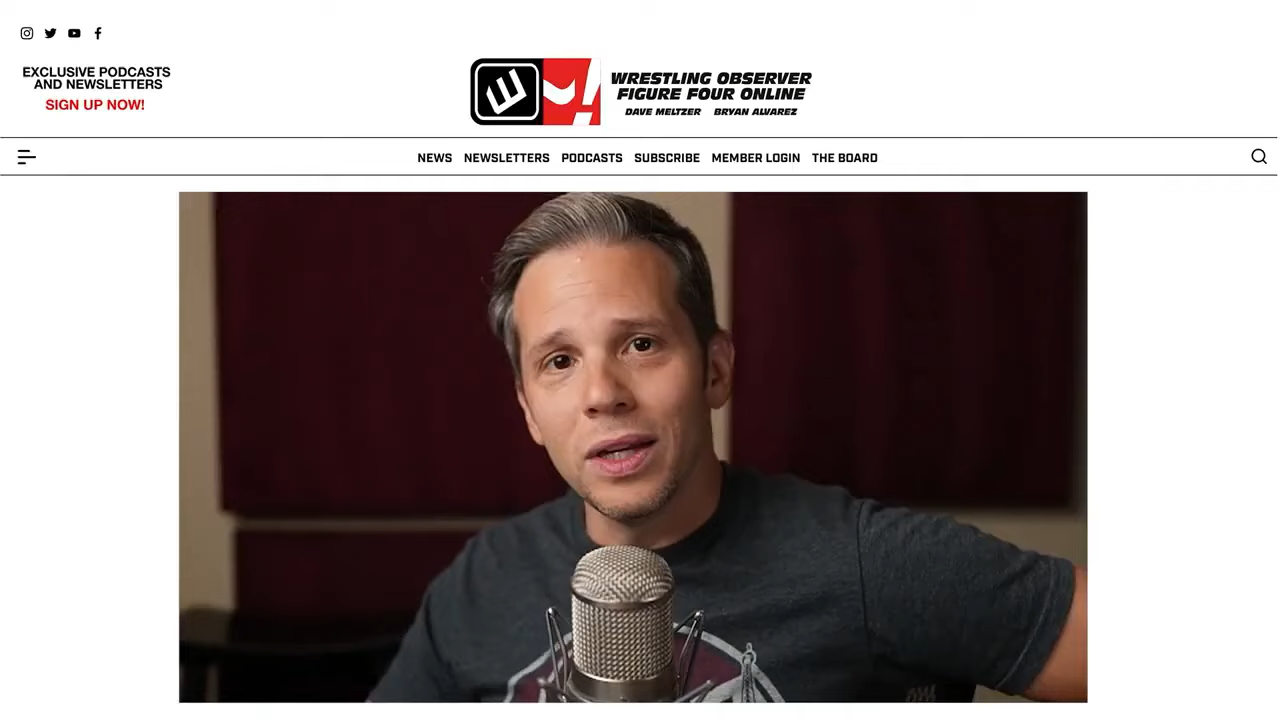 EXCLUSIVE PODCASTS
AND NEWSLETTERS
SIGN UP NOW!
WRESTLING OBSERVER
FIGURE FOUR ONLINE
DAVE MELTZER BRYAN ALVAREZ
NEWS NEWSLETTERS PODCASTS SUBSCRIBE MEMBER LOGIN THE BOARD